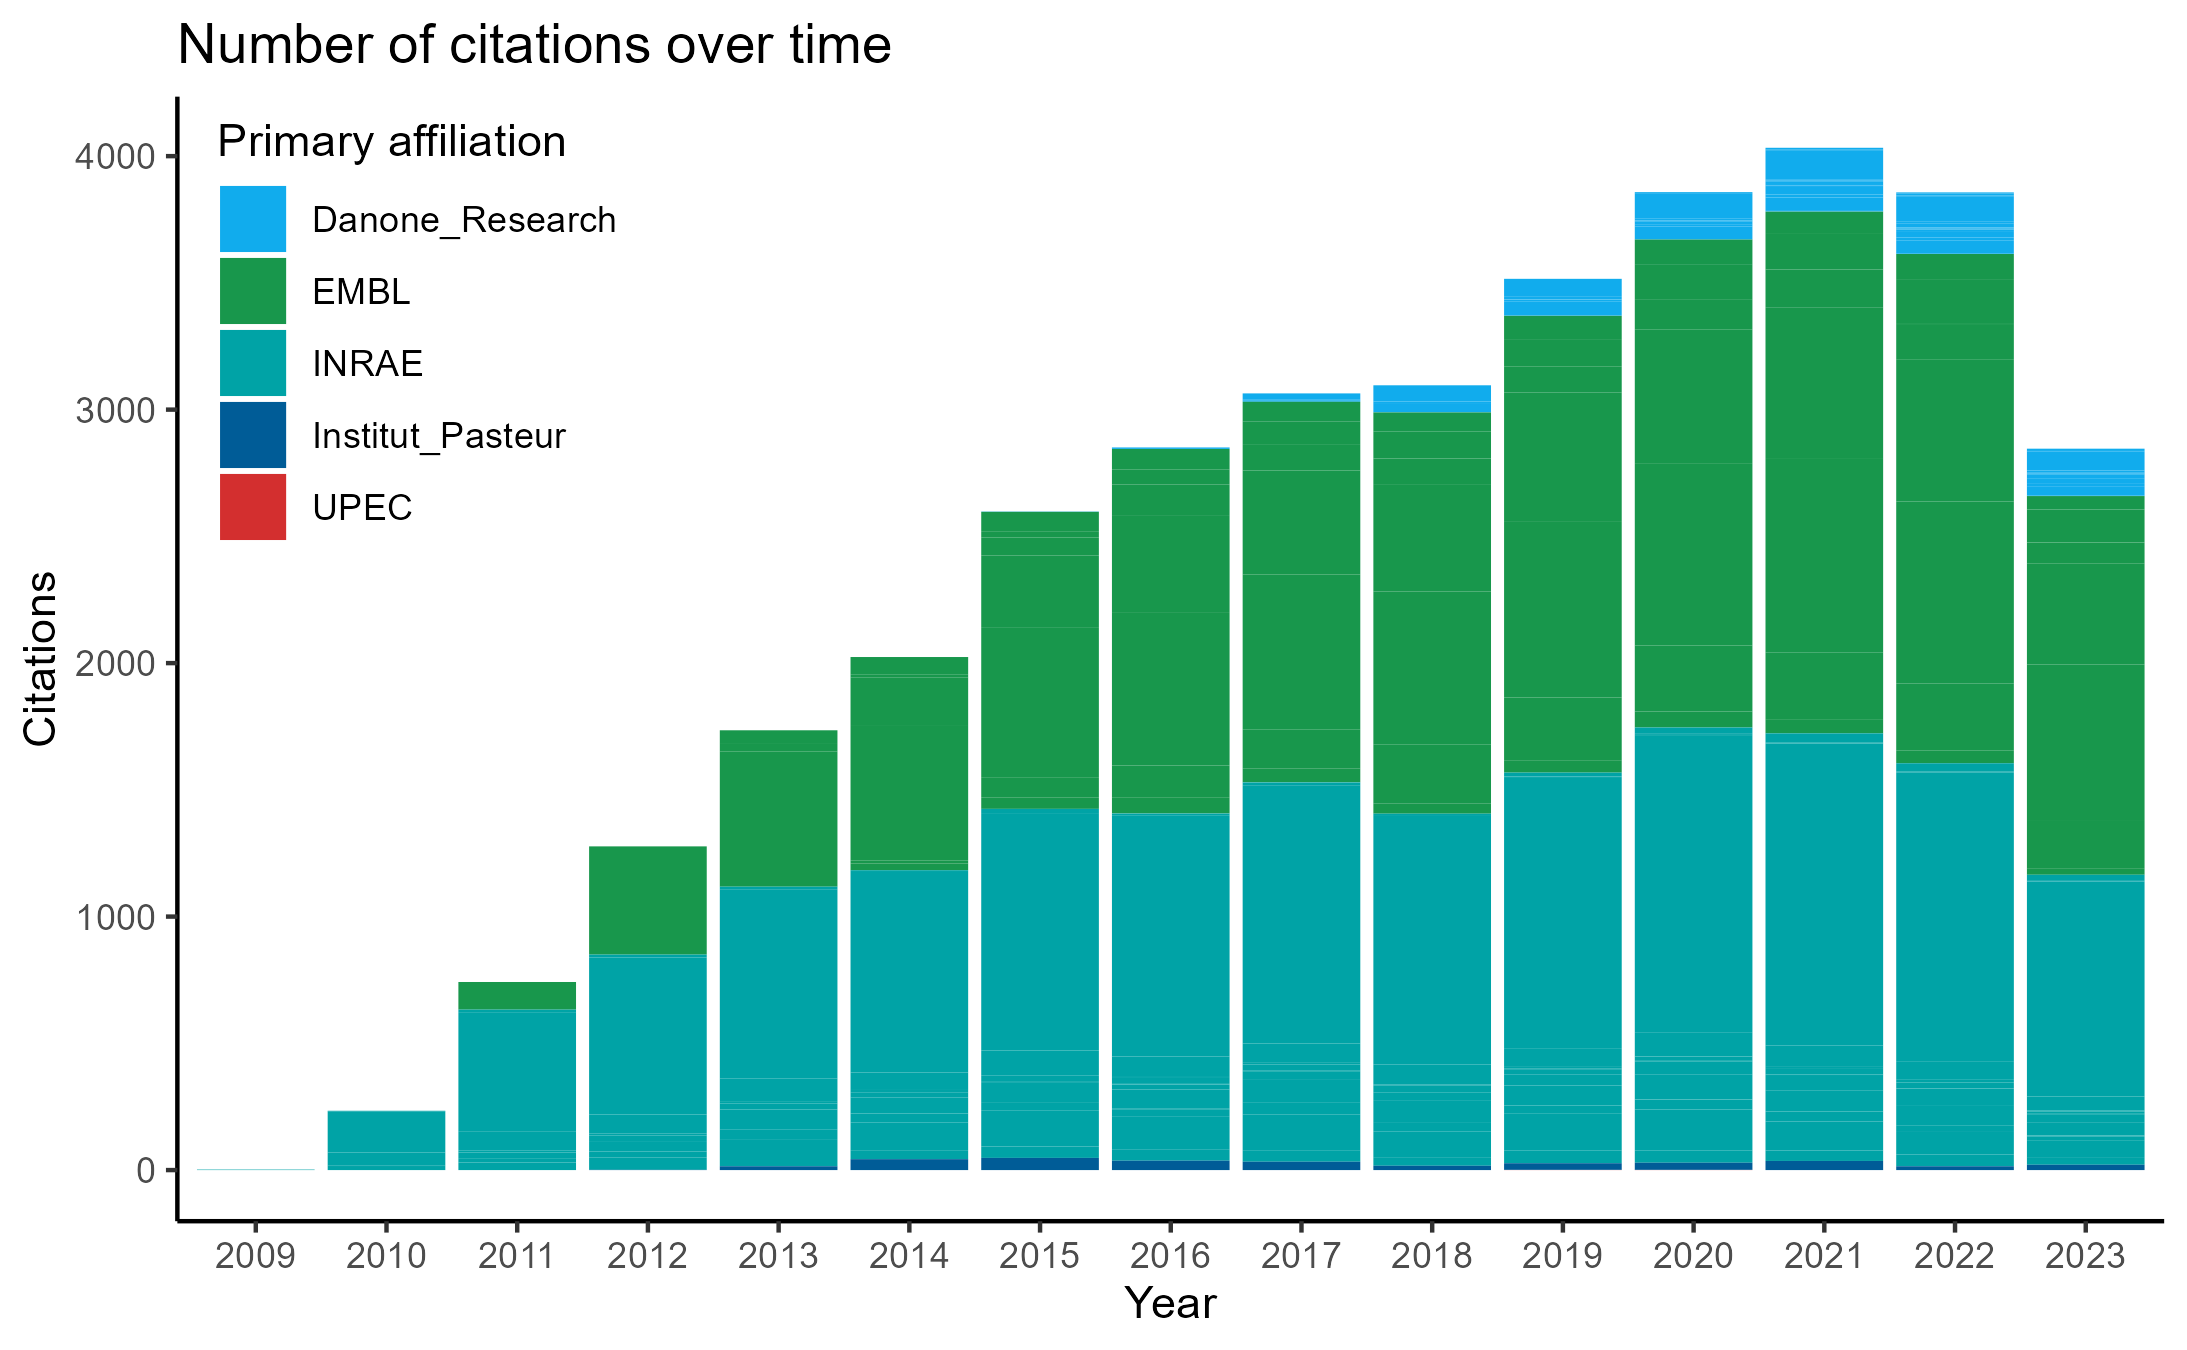 Number of citations over time
Primary affiliation
Danone_Research
EMBL
INRAE
Institut_Pasteur
UPEC
Citations
4000
3000
2000
1000
0
2009 2010 2011 2012 2013 2014 2015 2016 2017 2018 2019 2020 2021 2022 2023
Year